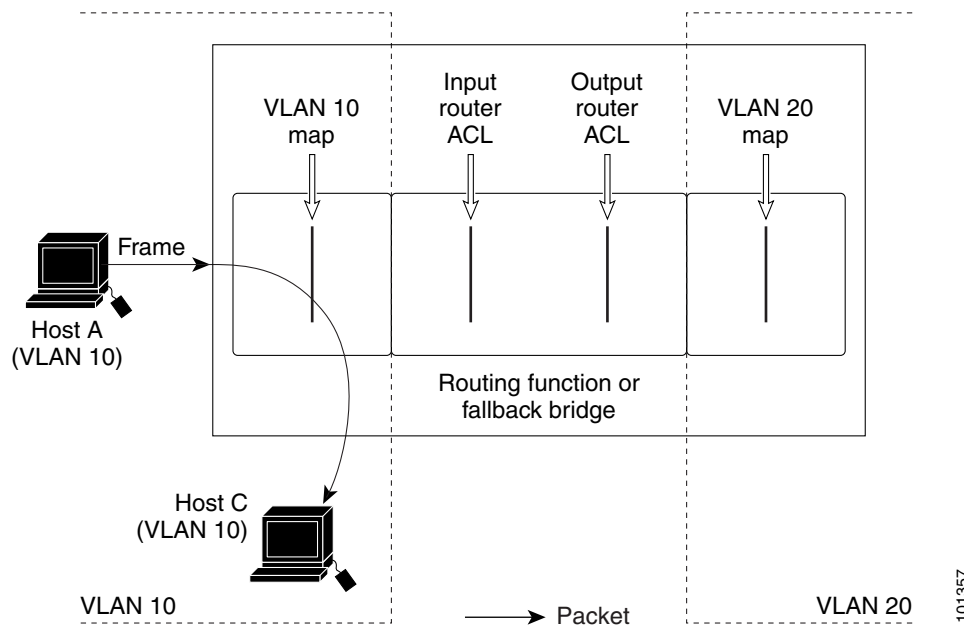 VLAN 10
map
Input
router
ACL
Output
router
ACL
VLAN 20
map
Frame
Host A
(VLAN 10)
Routing function or
fallback bridge
Host C
(VLAN 10)
VLAN 10
Packet
VLAN 20
101357